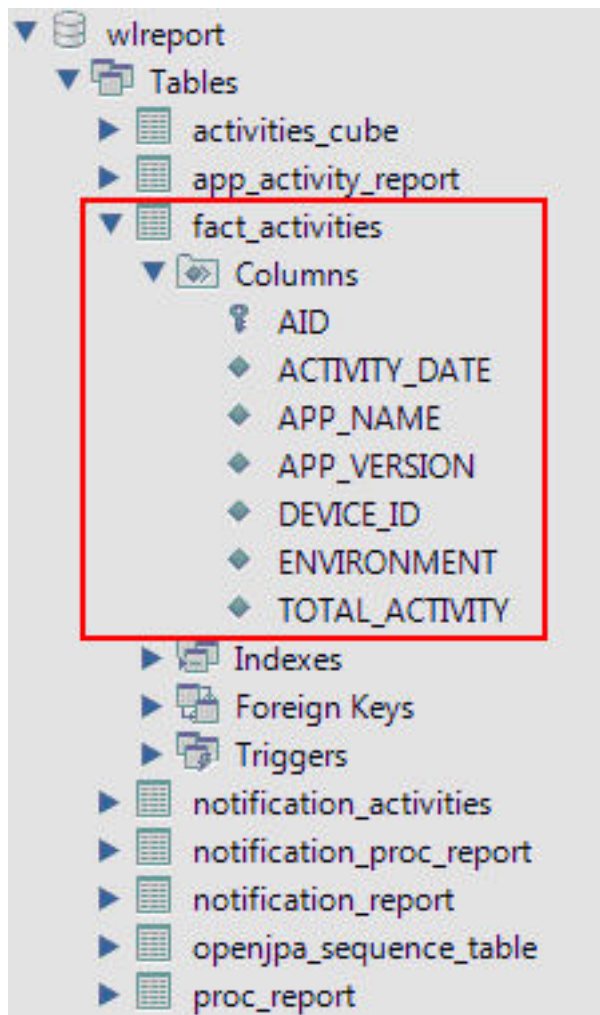 wlreport
Tables
activities_cube
app_activity_report
fact_activities
Columns
AID
ACTIVITY_DATE
APP_NAME
APP_VERSION
DEVICE_ID
ENVIRONMENT
TOTAL_ACTIVITY
Indexes
Foreign Keys
Triggers
notification_activities
notification_proc_report
notification_report
openjpa_sequence_table
proc_report